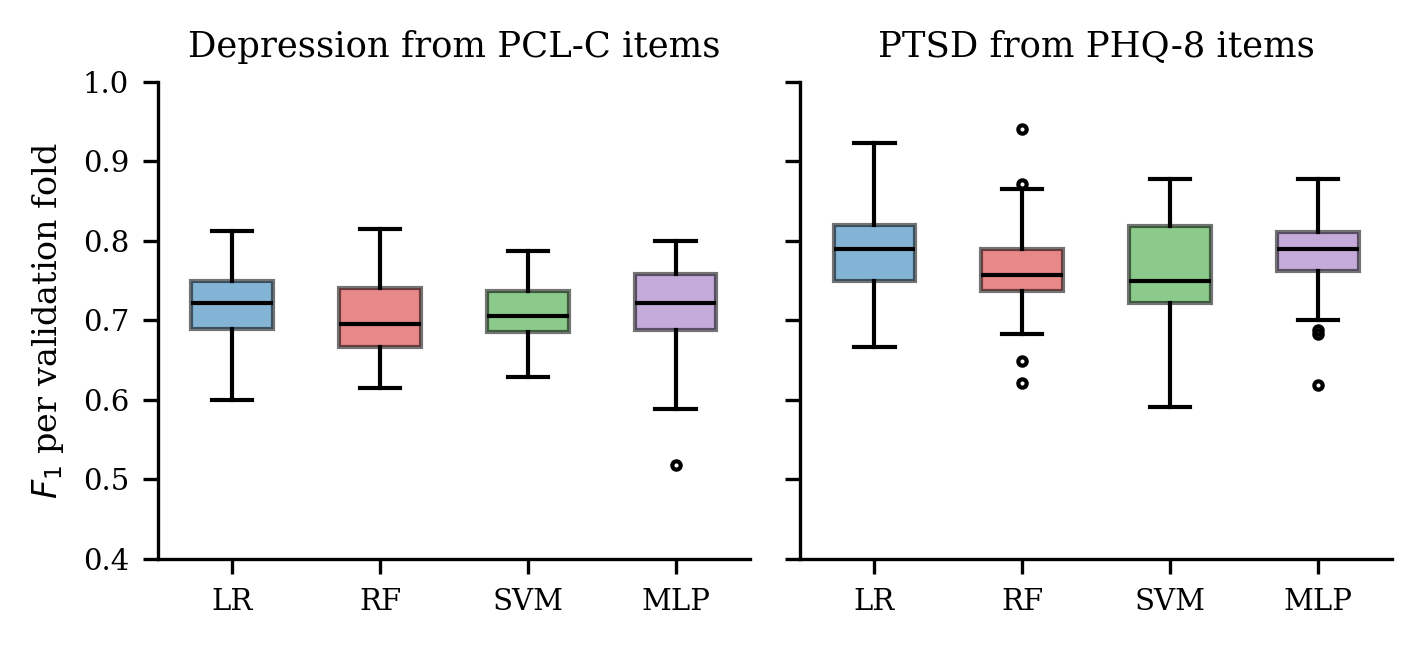 Depression from PCL-C items
PTSD from PHQ-8 items
F1 per validation fold
1.0
0.9
0.8
0.7
0.6
0.5
0.4
LR RF SVM MLP
LR RF SVM MLP